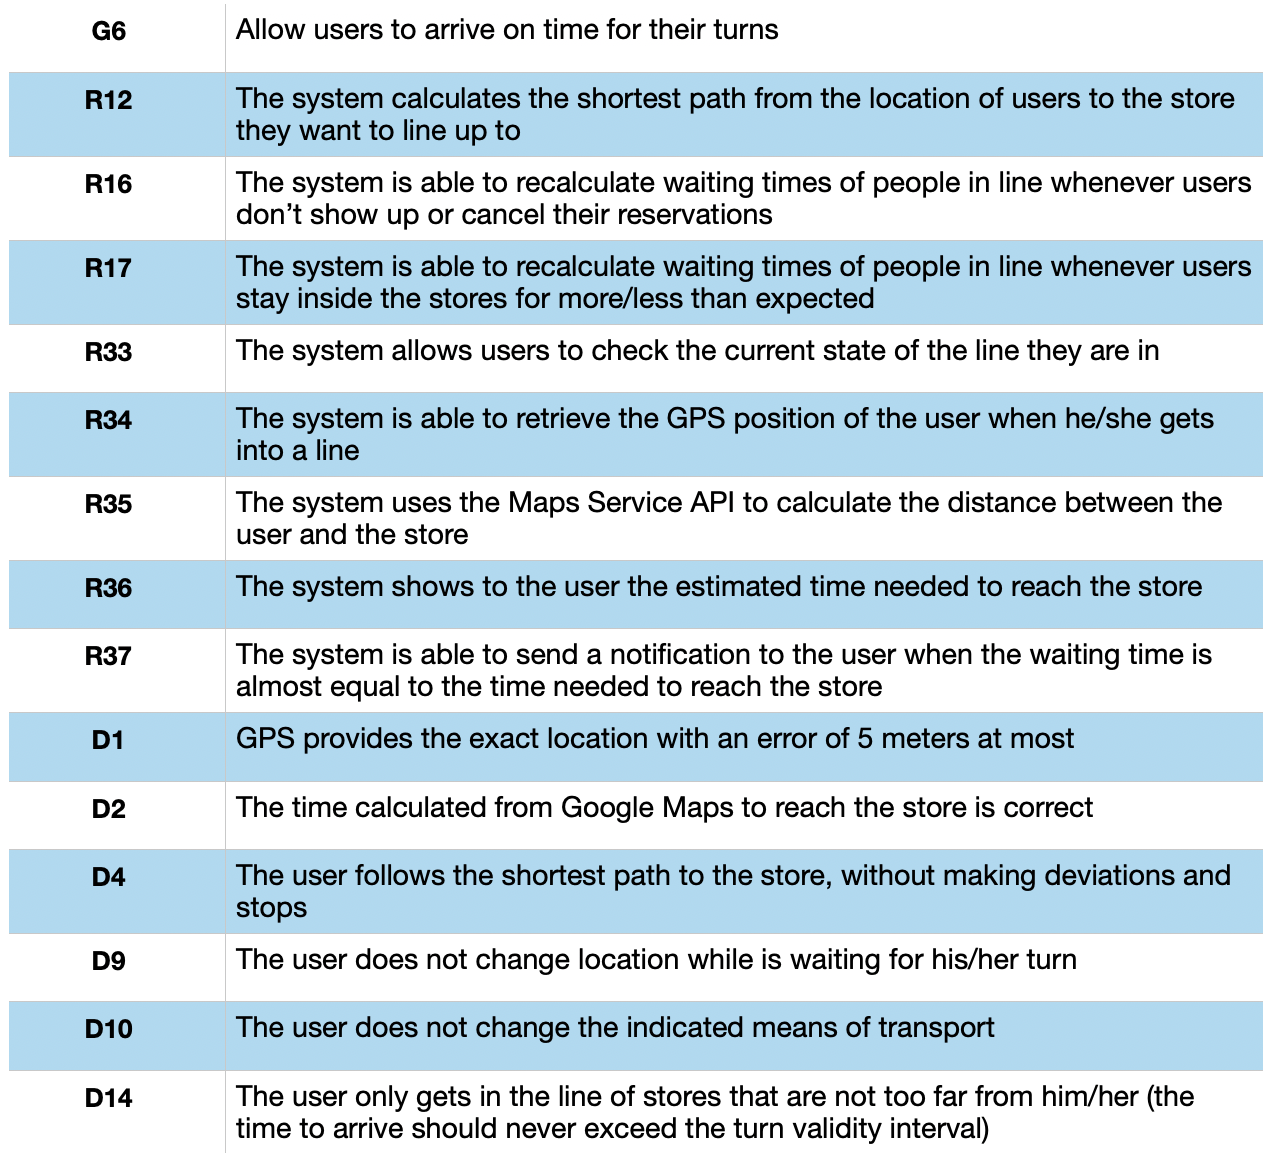 G6 Allow users to arrive on time for their turns
R12 The system calculates the shortest path from the location of users to the store
they want to line up to
R16 The system is able to recalculate waiting times of people in line whenever users
don’t show up or cancel their reservations
R17 The system is able to recalculate waiting times of people in line whenever users
stay inside the stores for more/less than expected
R33 The system allows users to check the current state of the line they are in
R34 The system is able to retrieve the GPS position of the user when he/she gets
into a line
R35 The system uses the Maps Service API to calculate the distance between the
user and the store
R36 The system shows to the user the estimated time needed to reach the store
R37 The system is able to send a notification to the user when the waiting time is
almost equal to the time needed to reach the store
D1 GPS provides the exact location with an error of 5 meters at most
D2 The time calculated from Google Maps to reach the store is correct
D4 The user follows the shortest path to the store, without making deviations and
stops
D9 The user does not change location while is waiting for his/her turn
D10 The user does not change the indicated means of transport
D14 The user only gets in the line of stores that are not too far from him/her (the
time to arrive should never exceed the turn validity interval)